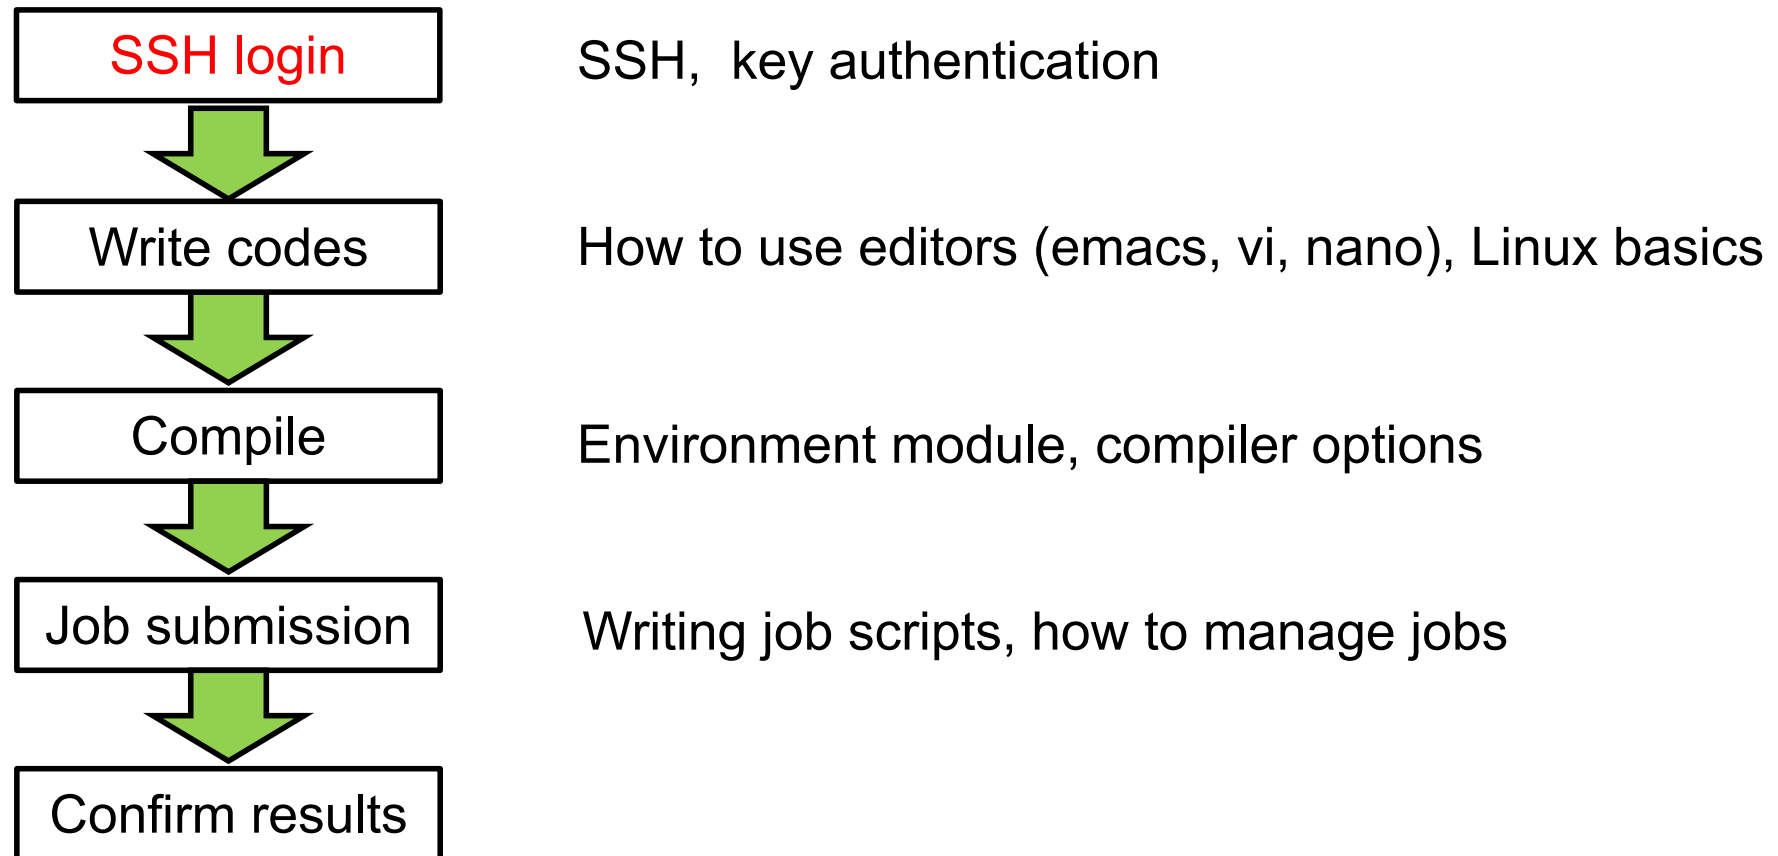 SSH login
SSH, key authentication
Write codes
How to use editors (emacs, vi, nano), Linux basics
Compile
Environment module, compiler options
Job submission
Writing job scripts, how to manage jobs
Confirm results